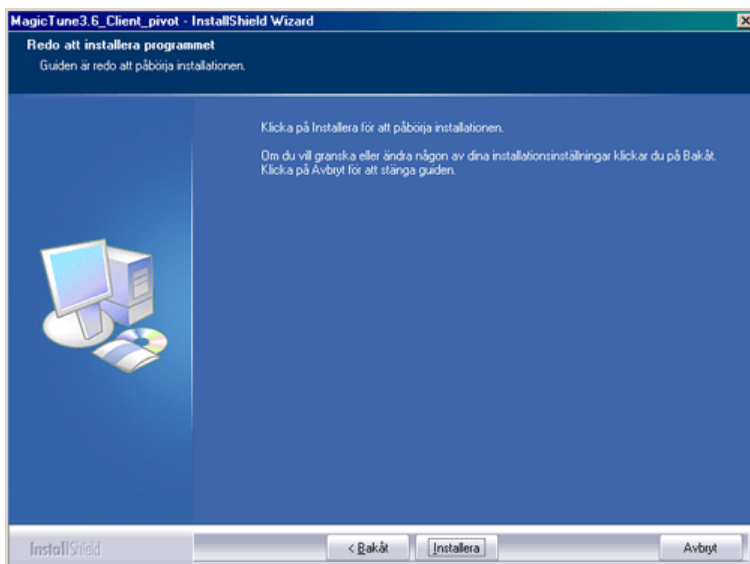 MagicTune3.6_Client_pivot - InstallShield Wizard
Redo att installera programmet
Guiden är redo att påbörja installationen.
Klicka på Installera för att påbörja installationen.
Om du vill granska eller ändra någon av dina installationsinställningar klickar du på Bakåt.
Klicka på Avbryt för att stänga guiden.
InstallShield
< Bakåt
Installera
Avbryt